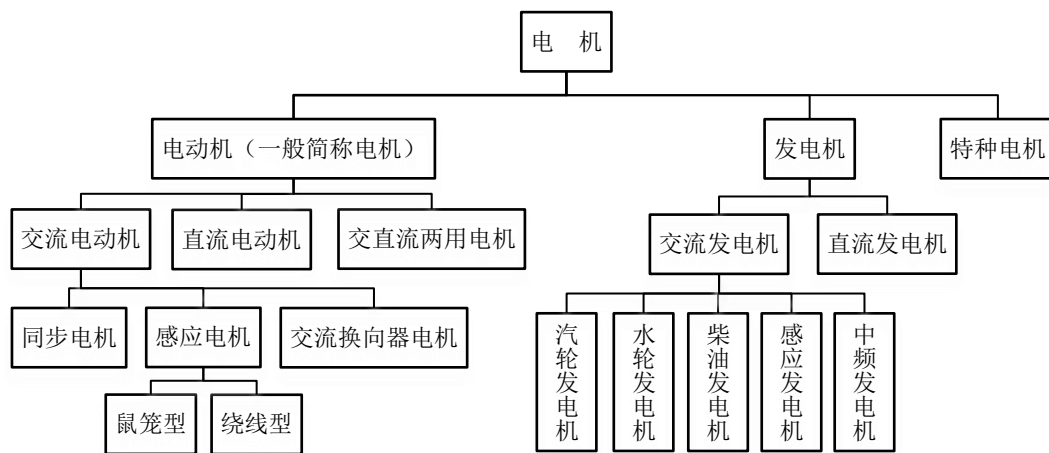 电 机
电动机（一般简称电机）
发电机
特种电机
交流电动机
直流电动机
交直流两用电机
交流发电机
直流发电机
同步电机
感应电机
交流换向器电机
汽轮发电机
水轮发电机
柴油发电机
感应发电机
中频发电机
鼠笼型
绕线型